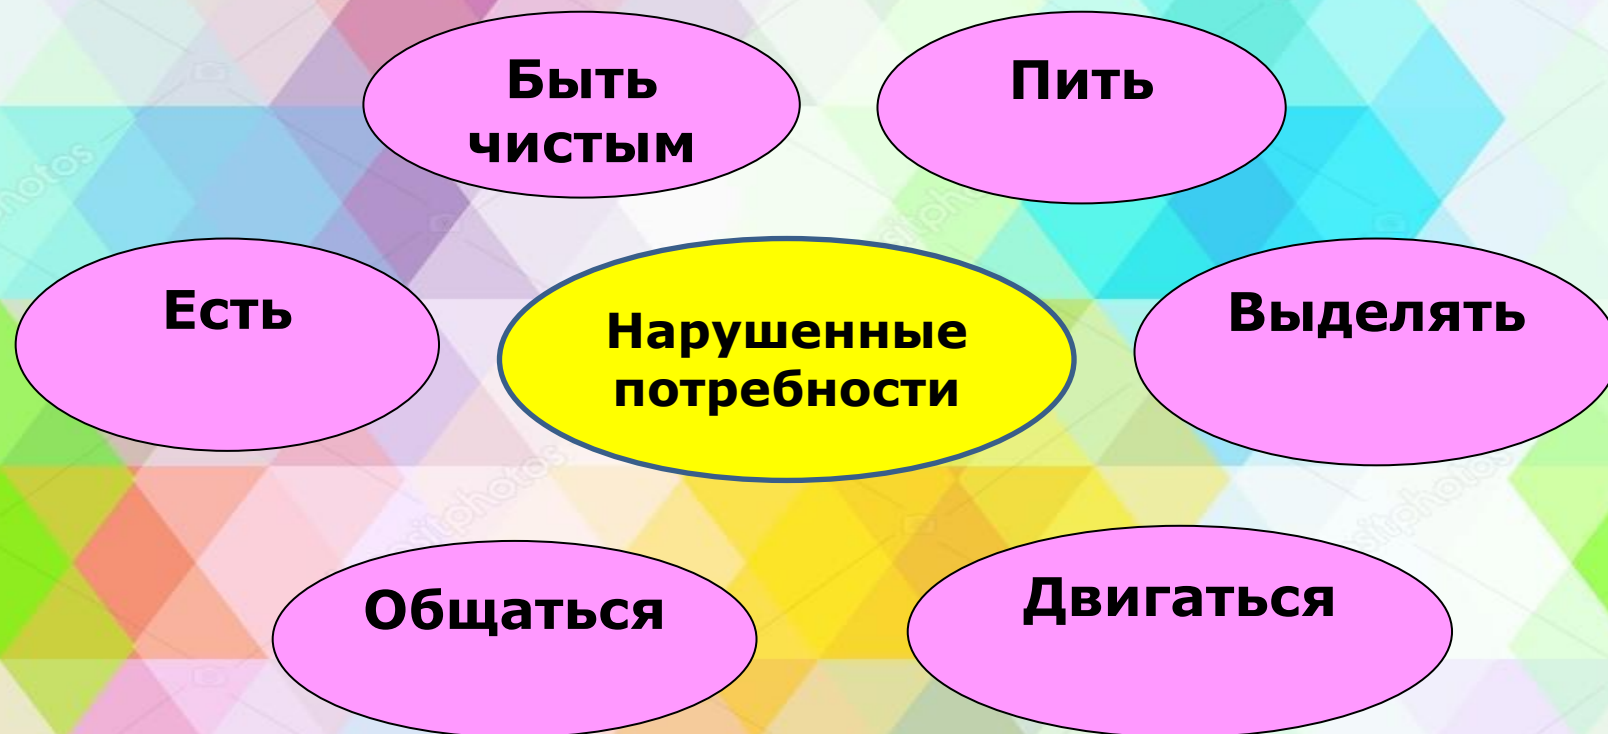 Быть
чистым
Пить
Есть
Нарушенные
потребности
Выделять
Общаться
Двигаться